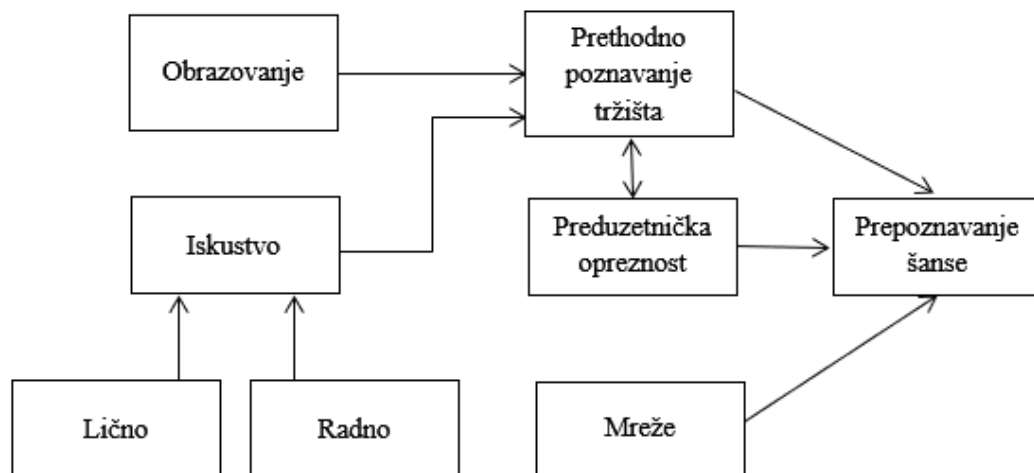 Obrazovanje
Prethodno
poznavanje
tržišta
Iskustvo
Preduzetnička
opreznost
Prepoznavanje
šanse
Lično
Radno
Mreže